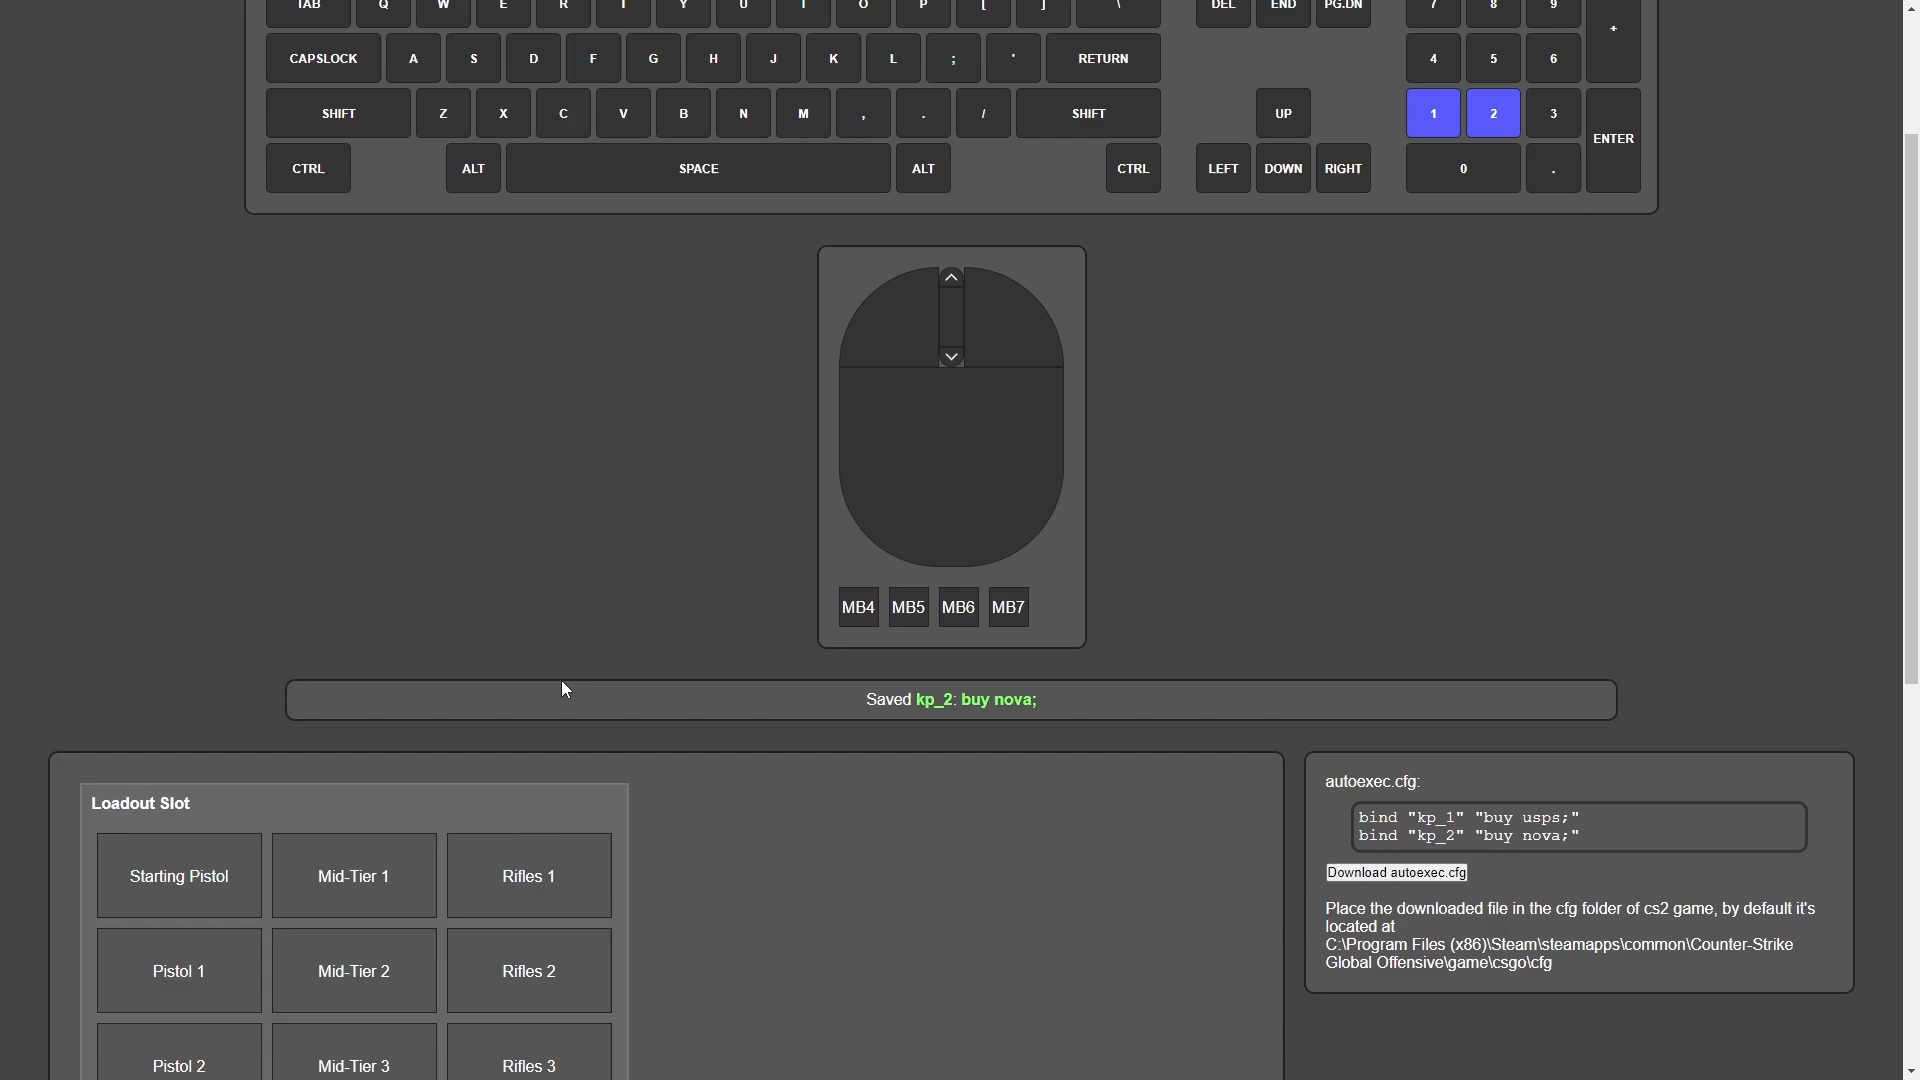 TAB Q W E R T Y U I O P [ ] \ DEL END PG.DN 7 8 9 +
CAPSLOCK A S D F G H J K L ; ' RETURN 4 5 6
SHIFT Z X C V B N M , . / SHIFT UP 1 2 3 ENTER
CTRL ALT SPACE ALT CTRL LEFT DOWN RIGHT 0 .
MB4 MB5 MB6 MB7
Saved kp_2: buy nova;
Loadout Slot
Starting Pistol Mid-Tier 1 Rifles 1
Pistol 1 Mid-Tier 2 Rifles 2
Pistol 2 Mid-Tier 3 Rifles 3
autoexec.cfg:
bind "kp_1" "buy usps;"
bind "kp_2" "buy nova;"
Download autoexec.cfg
Place the downloaded file in the cfg folder of cs2 game, by default it's
located at
C:\Program Files (x86)\Steam\steamapps\common\Counter-Strike
Global Offensive\game\csgo\cfg